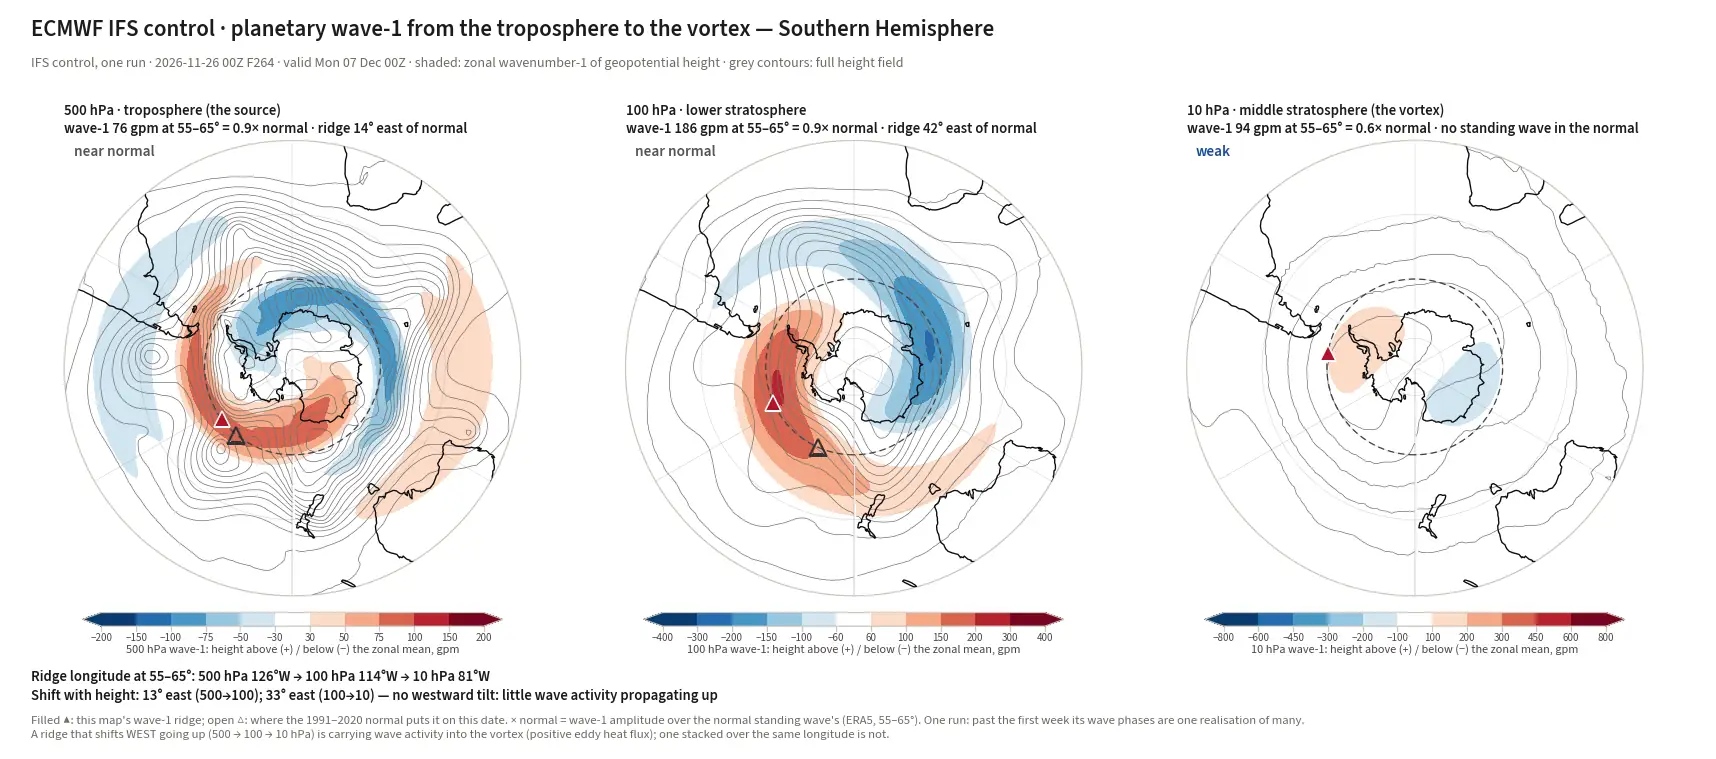 ECMWF IFS control · planetary wave-1 from the troposphere to the vortex — Southern Hemisphere
IFS control, one run · 2026-11-26 00Z F264 · valid Mon 07 Dec 00Z · shaded: zonal wavenumber-1 of geopotential height · grey contours: full height field
500 hPa · troposphere (the source)
wave-1 76 gpm at 55–65° = 0.9× normal · ridge 14° east of normal
near normal
100 hPa · lower stratosphere
wave-1 186 gpm at 55–65° = 0.9× normal · ridge 42° east of normal
near normal
10 hPa · middle stratosphere (the vortex)
wave-1 94 gpm at 55–65° = 0.6× normal · no standing wave in the normal
weak
−200 −150 −100 −75 −50 −30 30 50 75 100 150 200
500 hPa wave-1: height above (+) / below (−) the zonal mean, gpm
−400 −300 −200 −150 −100 −60 60 100 150 200 300 400
100 hPa wave-1: height above (+) / below (−) the zonal mean, gpm
−800 −600 −450 −300 −200 −100 100 200 300 450 600 800
10 hPa wave-1: height above (+) / below (−) the zonal mean, gpm
Ridge longitude at 55–65°: 500 hPa 126°W → 100 hPa 114°W → 10 hPa 81°W
Shift with height: 13° east (500→100); 33° east (100→10) — no westward tilt: little wave activity propagating up
Filled ▲: this map's wave-1 ridge; open △: where the 1991–2020 normal puts it on this date. × normal = wave-1 amplitude over the normal standing wave's (ERA5, 55–65°). One run: past the first week its wave phases are one realisation of many.
A ridge that shifts WEST going up (500 → 100 → 10 hPa) is carrying wave activity into the vortex (positive eddy heat flux); one stacked over the same longitude is not.